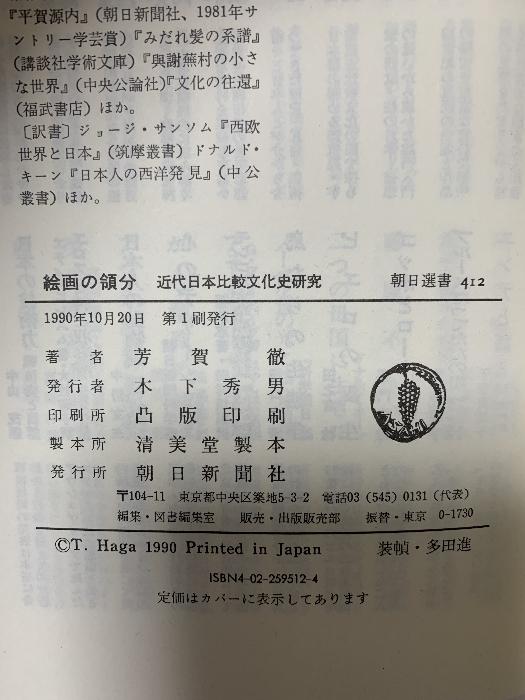 『平賀源内』(朝日新聞社、1981年サ
ントリー学芸賞)『みだれ髪の系譜』
(講談社学術文庫)『與謝蕪村の小さ
な世界』(中央公論社)『文化の往還』
(福武書店)ほか。
〔訳書〕ジョージ・サンソム『西欧
世界と日本』(筑摩叢書)ドナルド・
キーン『日本人の西洋発見』(中公
叢書)ほか。
絵画の領分 近代日本比較文化史研究 朝日選書 412
1990年10月20日 第1刷発行
著者 芳賀徹
発行者 木下秀男
印刷所 凸版印刷
製本所 清美堂製本
発行所 朝日新聞社
〒104-11 東京都中央区築地5-3-2 電話03(545)0131(代表)
編集・図書編集室 販売・出版販売部 振替・東京 0-1730
©T. Haga 1990 Printed in Japan 装幀・多田進
ISBN4-02-259512-4
定価はカバーに表示してあります